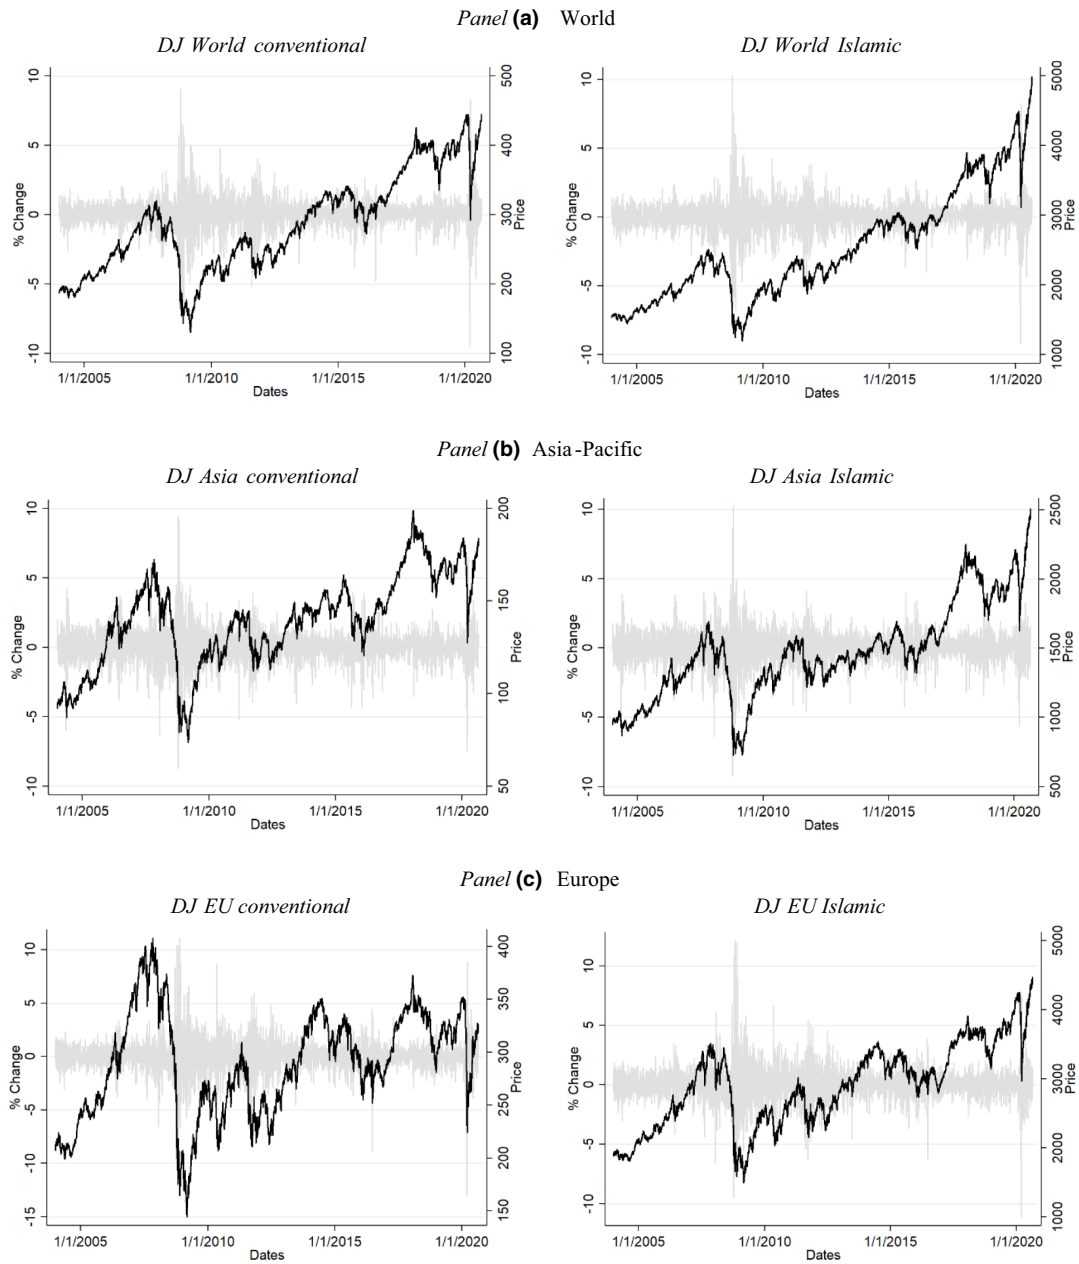 Panel (a) World
DJ World conventional
DJ World Islamic
10
5
0
-5
-10
% Change
500
400
300
200
100
Price
1/1/2005 1/1/2010 1/1/2015 1/1/2020
Dates
10
5
0
-5
-10
% Change
5000
4000
3000
2000
1000
Price
1/1/2005 1/1/2010 1/1/2015 1/1/2020
Dates
Panel (b) Asia-Pacific
DJ Asia conventional
DJ Asia Islamic
10
5
0
-5
-10
% Change
200
150
100
50
Price
1/1/2005 1/1/2010 1/1/2015 1/1/2020
Dates
10
5
0
-5
-10
% Change
2500
2000
1500
1000
500
Price
1/1/2005 1/1/2010 1/1/2015 1/1/2020
Dates
Panel (c) Europe
DJ EU conventional
DJ EU Islamic
10
5
0
-5
-10
-15
% Change
400
350
300
250
200
150
Price
1/1/2005 1/1/2010 1/1/2015 1/1/2020
Dates
10
5
0
-5
-10
% Change
5000
4000
3000
2000
1000
Price
1/1/2005 1/1/2010 1/1/2015 1/1/2020
Dates